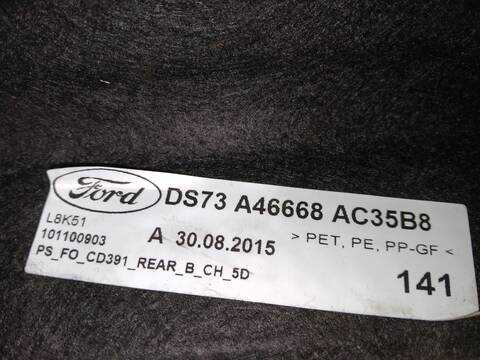 Ford DS73 A46668 AC35B8
L8K51
101100903 A 30.08.2015 > PET, PE, PP-GF <
PS_FO_CD391_REAR_B_CH_5D 141